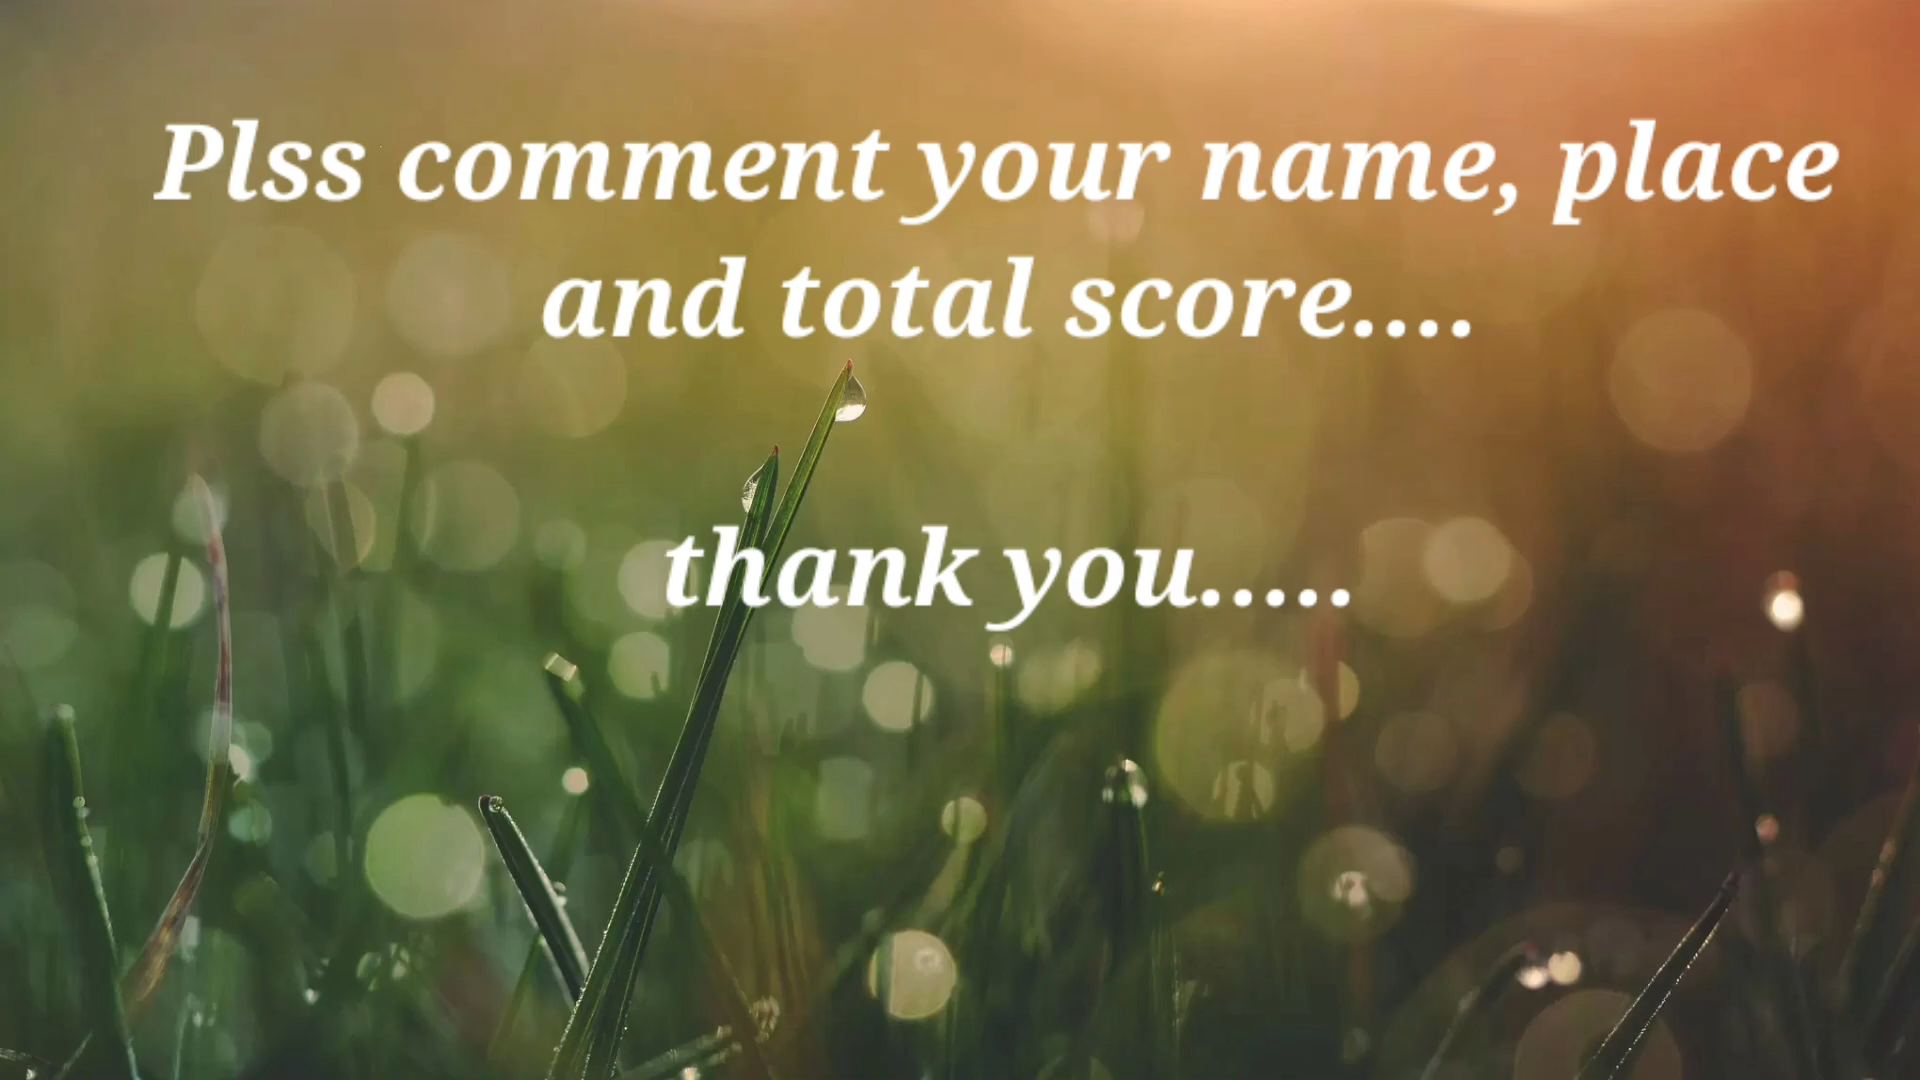 Plss comment your name, place
and total score....
thank you.....